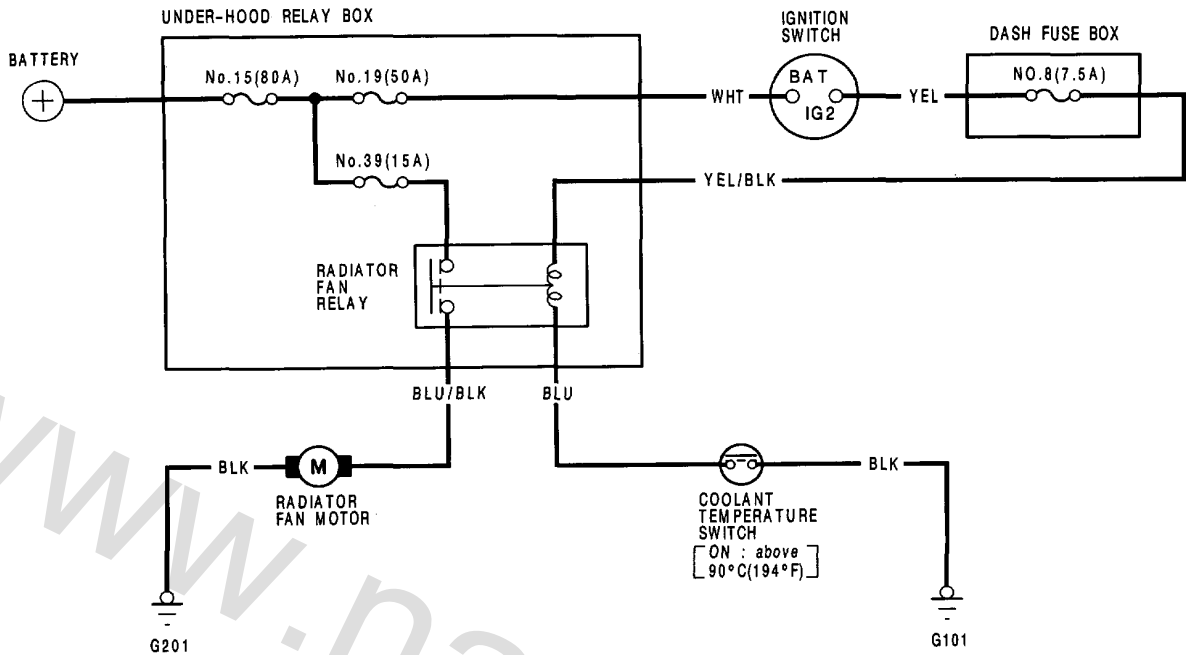 UNDER-HOOD RELAY BOX
IGNITION
SWITCH
DASH FUSE BOX
BATTERY
No.15(80A)
No.19(50A)
BAT
IG2
NO.8(7.5A)
WHT
YEL
No.39(15A)
YEL/BLK
RADIATOR
FAN
RELAY
BLU/BLK
BLU
BLK
M
RADIATOR
FAN MOTOR
BLK
COOLANT
TEMPERATURE
SWITCH
[ON : above
90°C(194°F)]
G201
G101
www.na